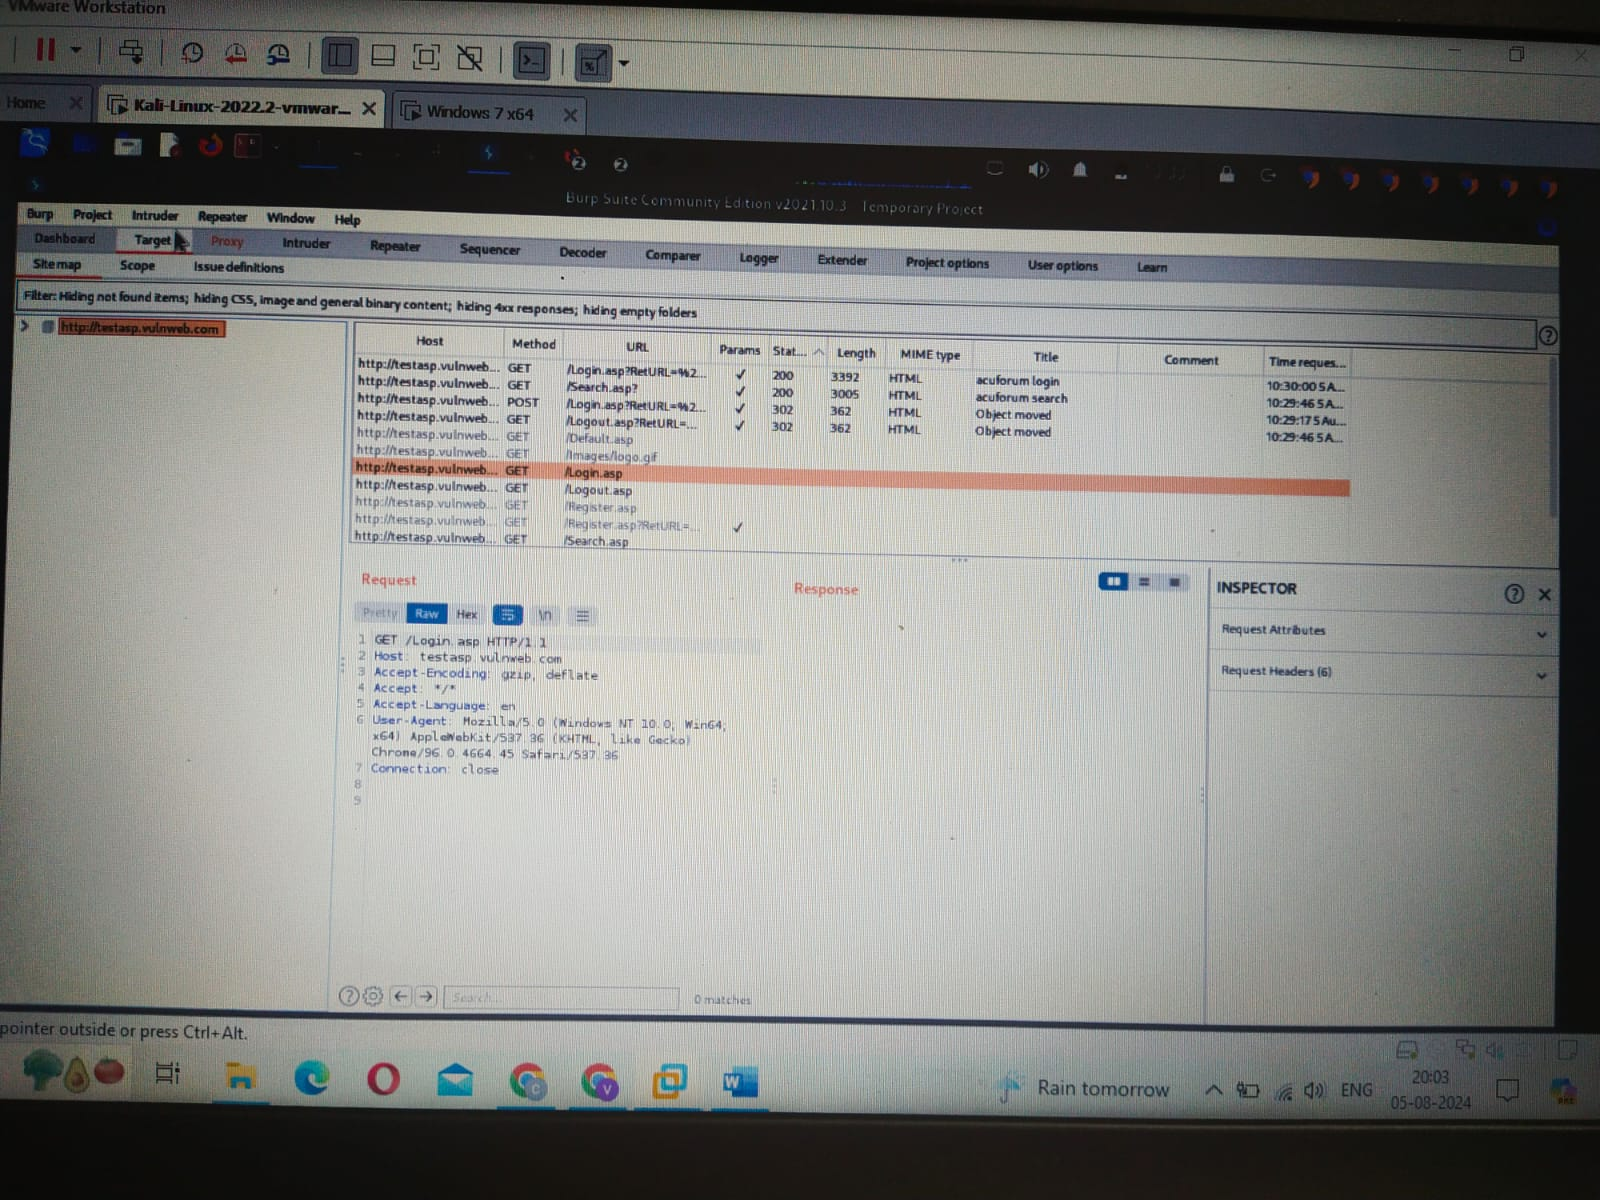 VMware Workstation
Home
Kali-Linux-2022.2-vmwar...
Windows 7 x64
Burp Suite Community Edition v2021.10.3 Temporary Project
Burp Project Intruder Repeater Window Help
Dashboard Target Proxy Intruder Repeater Sequencer Decoder Comparer Logger Extender Project options User options Learn
Site map Scope Issue definitions
Filter: Hiding not found items; hiding CSS, image and general binary content; hiding 4xx responses; hiding empty folders
http://testasp.vulnweb.com
Host Method URL Params Stat... Length MIME type Title Comment Time reques...
http://testasp.vulnweb... GET /Login.asp?RetURL=%2... ✓ 200 3392 HTML acuforum login 10:30:00 5 A...
http://testasp.vulnweb... GET /Search.asp? ✓ 200 3005 HTML acuforum search 10:29:46 5 A...
http://testasp.vulnweb... POST /Login.asp?RetURL=%2... ✓ 302 362 HTML Object moved 10:29:17 5 Au...
http://testasp.vulnweb... GET /Logout.asp?RetURL=... ✓ 302 362 HTML Object moved 10:29:46 5 A...
http://testasp.vulnweb... GET /Default.asp
http://testasp.vulnweb... GET /Images/logo.gif
http://testasp.vulnweb... GET /Login.asp
http://testasp.vulnweb... GET /Logout.asp
http://testasp.vulnweb... GET /Register.asp
http://testasp.vulnweb... GET /Register.asp?RetURL=... ✓
http://testasp.vulnweb... GET /Search.asp
Request
Response
INSPECTOR
Pretty Raw Hex \n
Request Attributes
Request Headers (6)
1 GET /Login.asp HTTP/1.1
2 Host: testasp.vulnweb.com
3 Accept-Encoding: gzip, deflate
4 Accept: */*
5 Accept-Language: en
6 User-Agent: Mozilla/5.0 (Windows NT 10.0; Win64;
x64) AppleWebKit/537.36 (KHTML, like Gecko)
Chrome/96.0.4664.45 Safari/537.36
7 Connection: close
8
9
Search...
0 matches
pointer outside or press Ctrl+Alt.
Rain tomorrow
ENG
20:03
05-08-2024